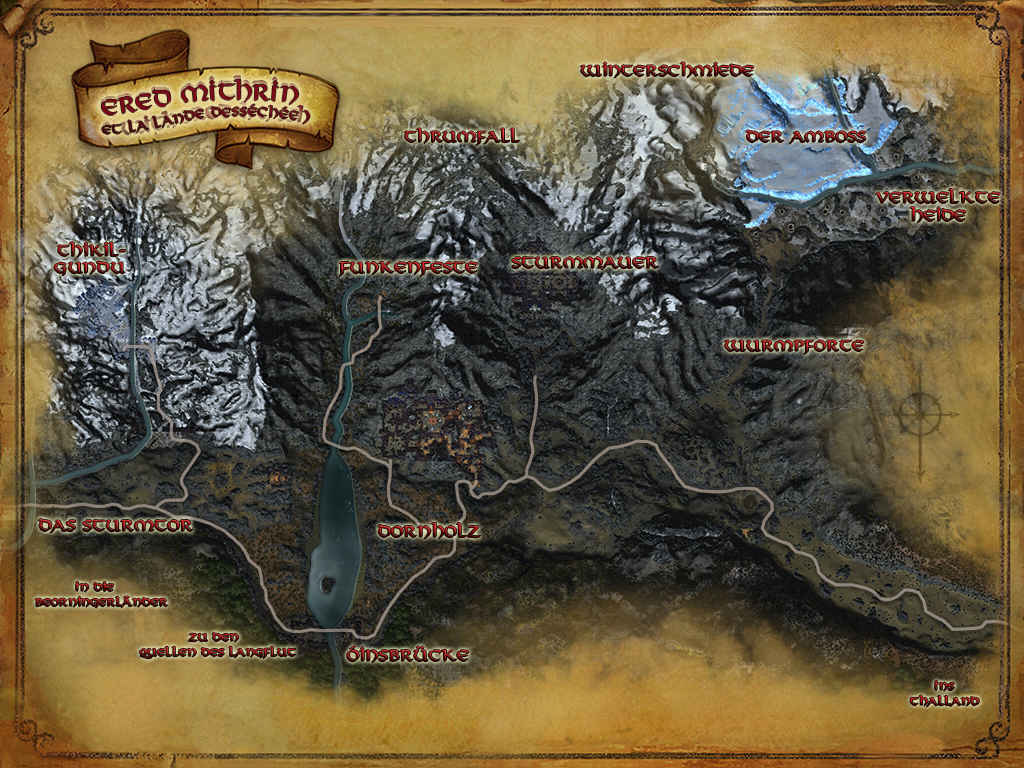 ERED MITHRIN
ET LA LANDE DESSÉCHÉE
WINTERSCHMIEDE
THRUMFALL
DER AMBOSS
VERWELKTE
HEIDE
THIKIL-
GUNDU
FUNKENFESTE
STURMMAUER
WURMPFORTE
DAS STURMTOR
DORNHOLZ
IN DIE
BEORNINGERLÄNDER
ZU DEN
QUELLEN DES LANGFLUT
ÓINSBRÜCKE
INS
THALLAND